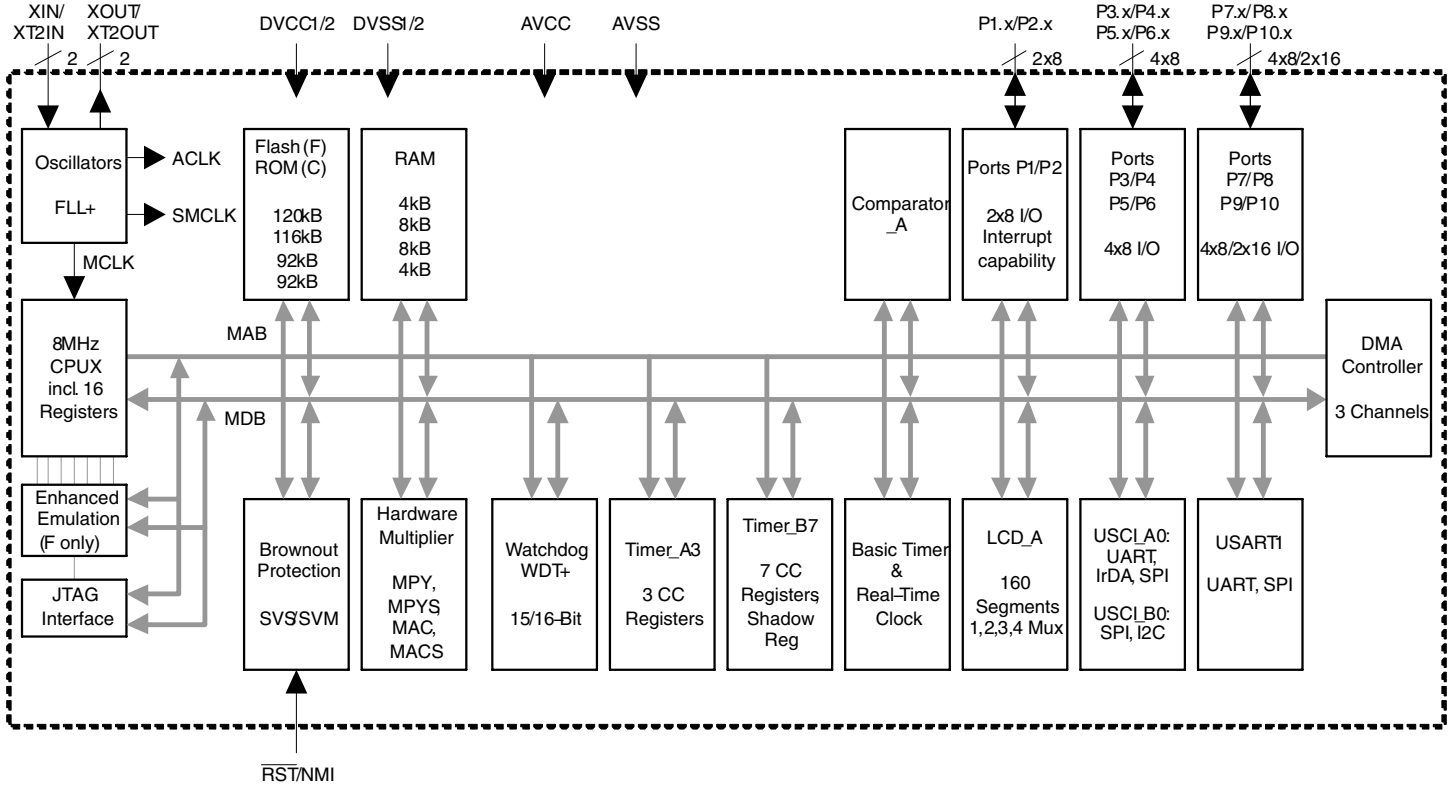 XIN/
XT2IN
XOUT/
XT2OUT
2
2
DVCC1/2
DVSS1/2
AVCC
AVSS
P1.x/P2.x
2x8
P3.x/P4.x
P5.x/P6.x
4x8
P7.x/P8.x
P9.x/P10.x
4x8/2x16
Oscillators
FLL+
ACLK
SMCLK
MCLK
Flash (F)
ROM (C)
120kB
116kB
92kB
92kB
RAM
4kB
8kB
8kB
4kB
Comparator
_A
Ports P1/P2
2x8 I/O
Interrupt
capability
Ports
P3/P4
P5/P6
4x8 I/O
Ports
P7/P8
P9/P10
4x8/2x16 I/O
8MHz
CPUX
incl. 16
Registers
MAB
MDB
DMA
Controller
3 Channels
Enhanced
Emulation
(F only)
JTAG
Interface
Brownout
Protection
SVS/SVM
Hardware
Multiplier
MPY,
MPYS,
MAC,
MACS
Watchdog
WDT+
15/16–Bit
Timer_A3
3 CC
Registers
Timer_B7
7 CC
Registers,
Shadow
Reg
Basic Timer
&
Real–Time
Clock
LCD_A
160
Segments
1,2,3,4 Mux
USCI_A0:
UART,
IrDA, SPI
USCI_B0:
SPI, I2C
USART1
UART, SPI
RST/NMI